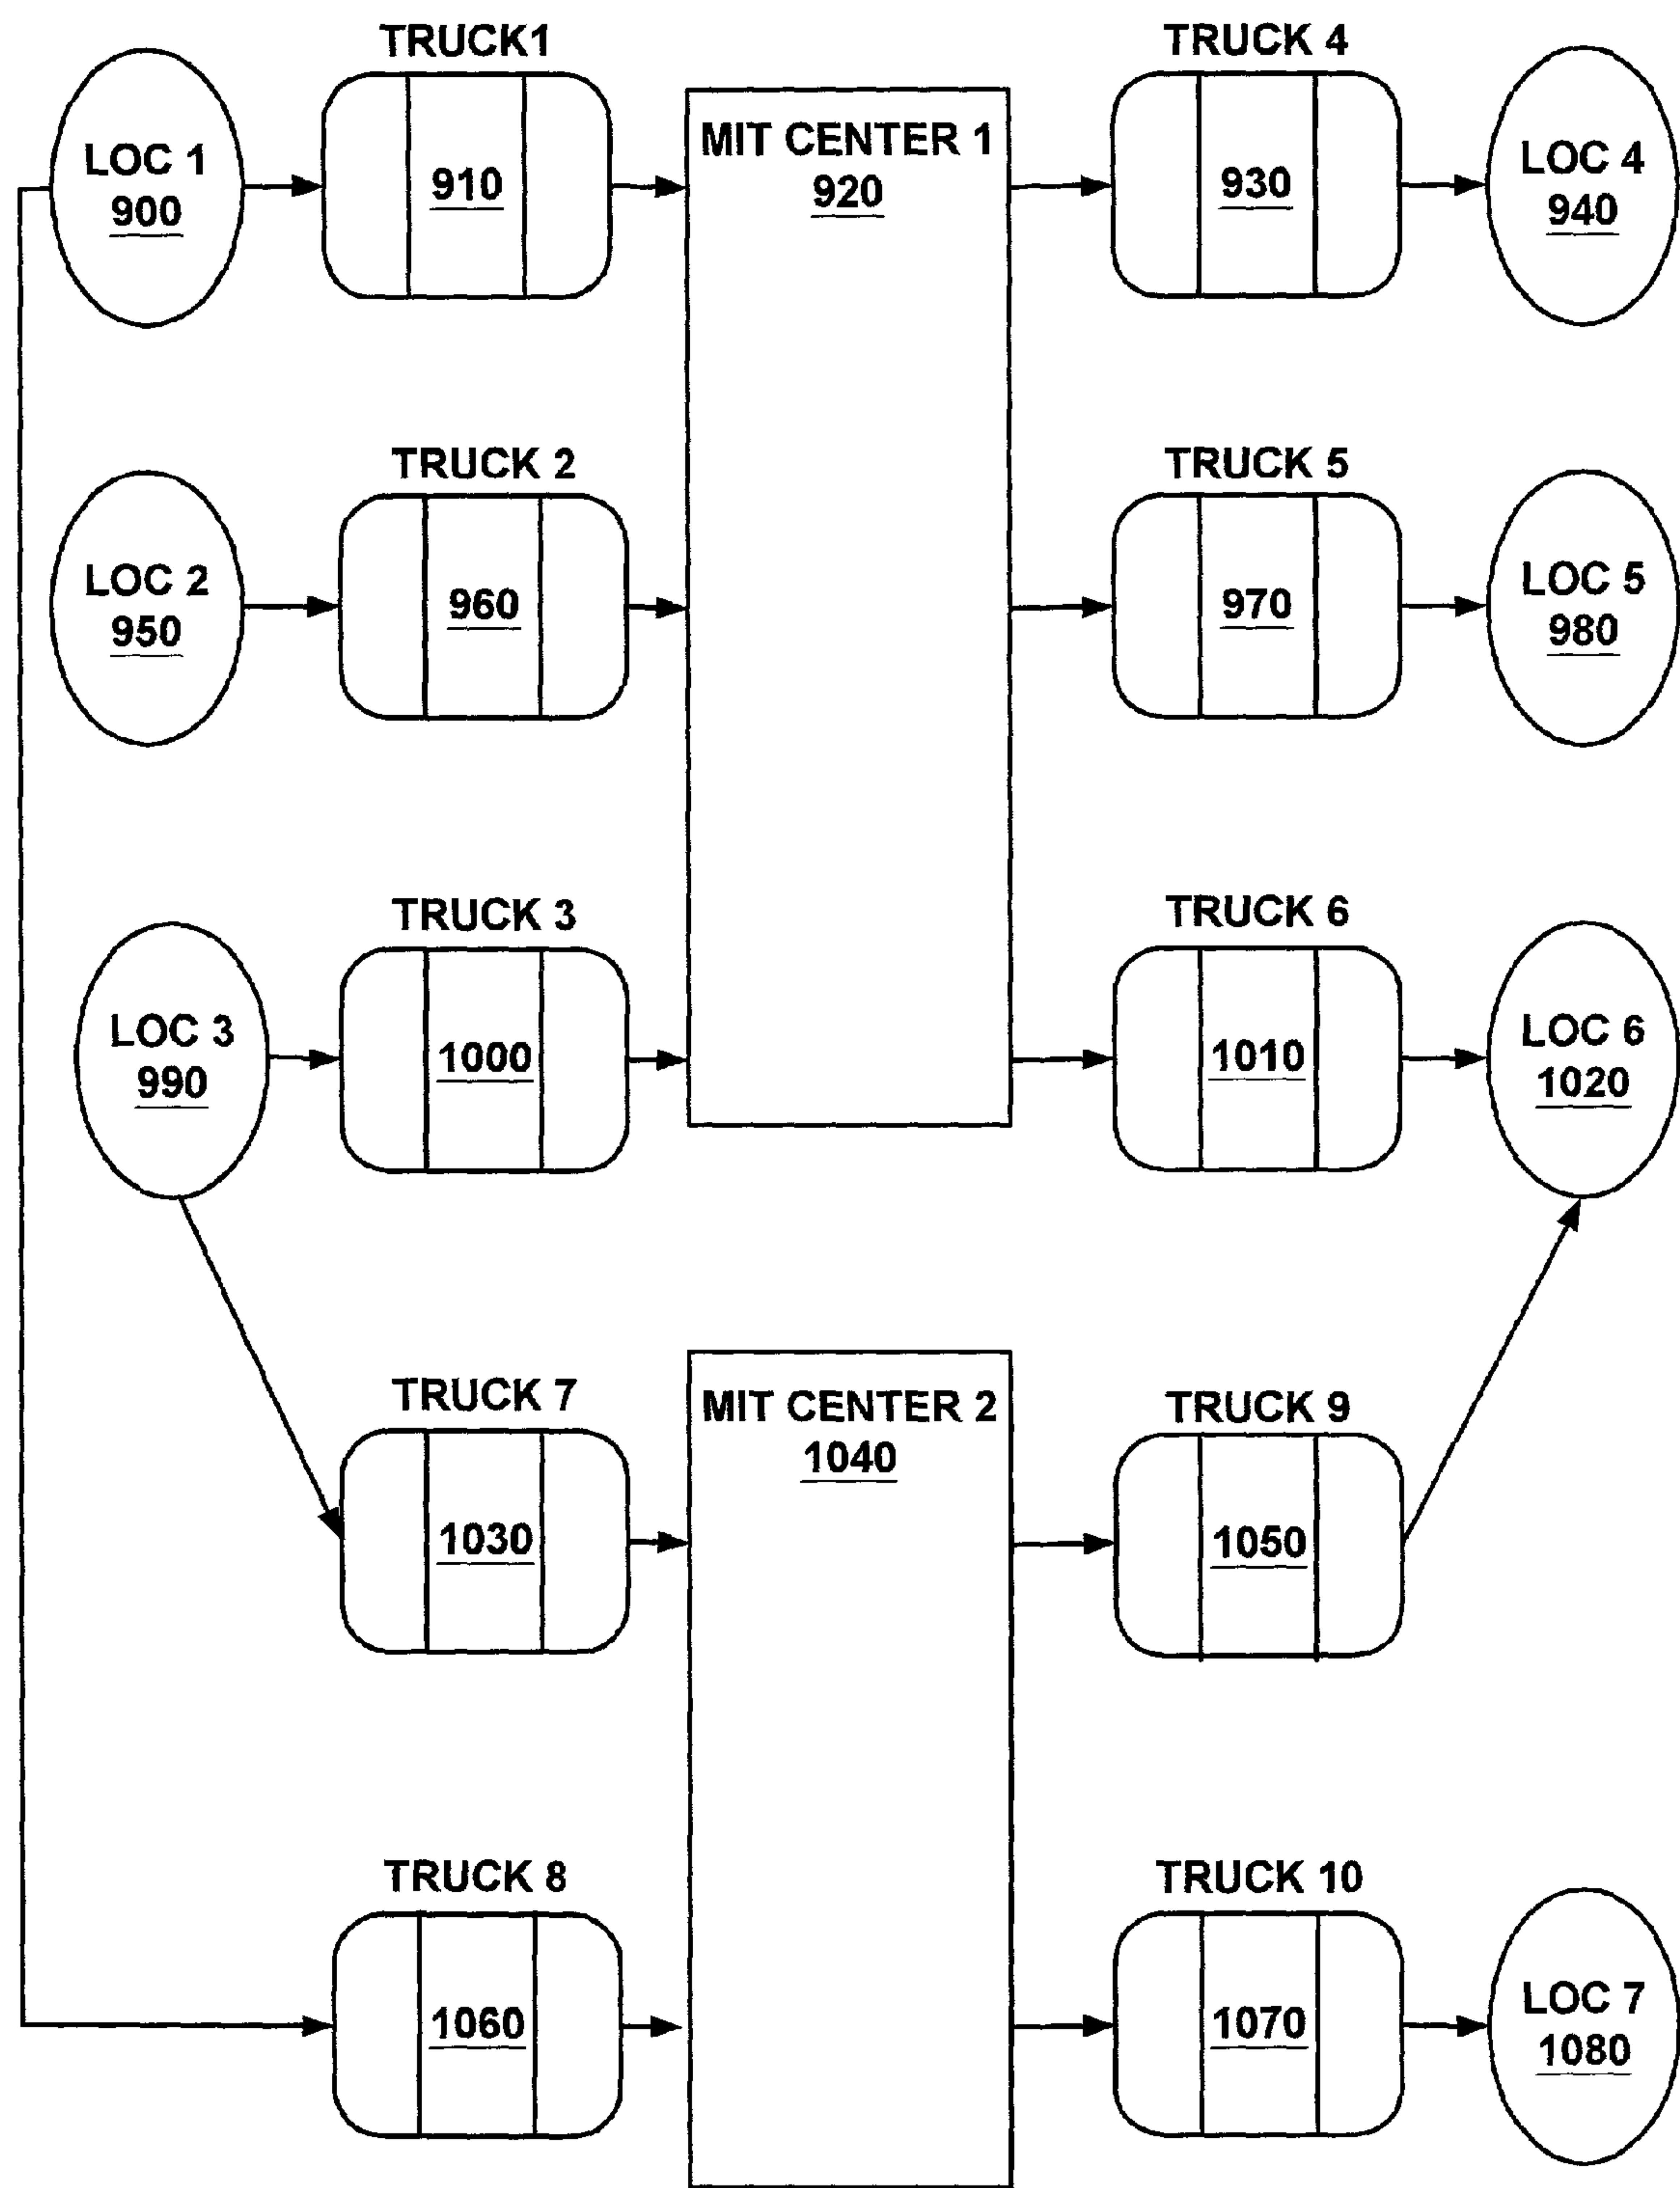 TRUCK1
TRUCK 4
LOC 1
900
910
MIT CENTER 1
920
930
LOC 4
940
TRUCK 2
TRUCK 5
LOC 2
950
960
970
LOC 5
980
TRUCK 3
TRUCK 6
LOC 3
990
1000
1010
LOC 6
1020
TRUCK 7
MIT CENTER 2
1040
TRUCK 9
1030
1050
TRUCK 8
TRUCK 10
1060
1070
LOC 7
1080